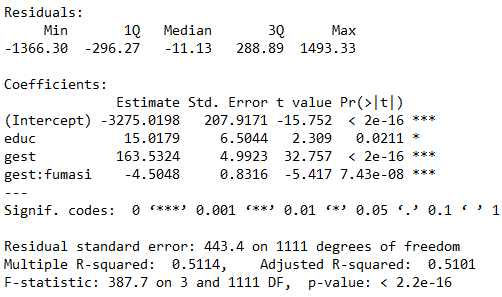 Residuals:
     Min       1Q   Median       3Q      Max
-1366.30  -296.27   -11.13   288.89  1493.33

Coefficients:
              Estimate Std. Error t value Pr(>|t|)
(Intercept) -3275.0198   207.9171 -15.752  < 2e-16 ***
educ           15.0179     6.5044   2.309   0.0211 *
gest          163.5324     4.9923  32.757  < 2e-16 ***
gest:fumasi    -4.5048     0.8316  -5.417 7.43e-08 ***
---
Signif. codes:  0 ‘***’ 0.001 ‘**’ 0.01 ‘*’ 0.05 ‘.’ 0.1 ‘ ’ 1

Residual standard error: 443.4 on 1111 degrees of freedom
Multiple R-squared:  0.5114,    Adjusted R-squared:  0.5101
F-statistic: 387.7 on 3 and 1111 DF,  p-value: < 2.2e-16